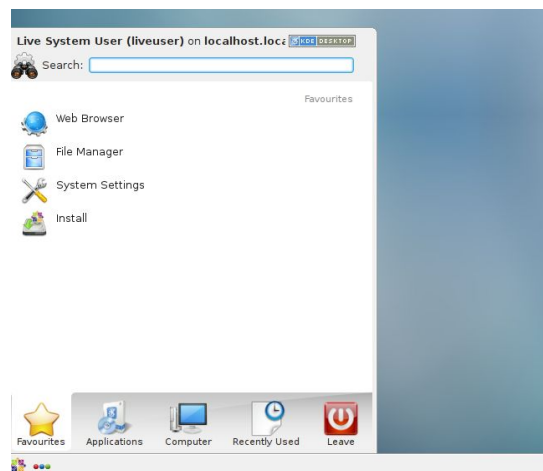 Live System User (liveuser) on localhost.loca KDE DESKTOP
Search:
Favourites
Web Browser
File Manager
System Settings
Install
Favourites Applications Computer Recently Used Leave